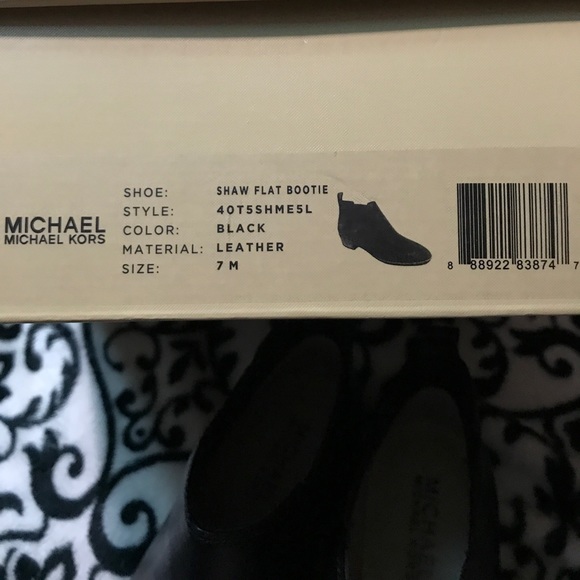 MICHAEL
MICHAEL KORS
SHOE: SHAW FLAT BOOTIE
STYLE: 40T5SHME5L
COLOR: BLACK
MATERIAL: LEATHER
SIZE: 7 M
8 88922 83874 7
MICHAEL